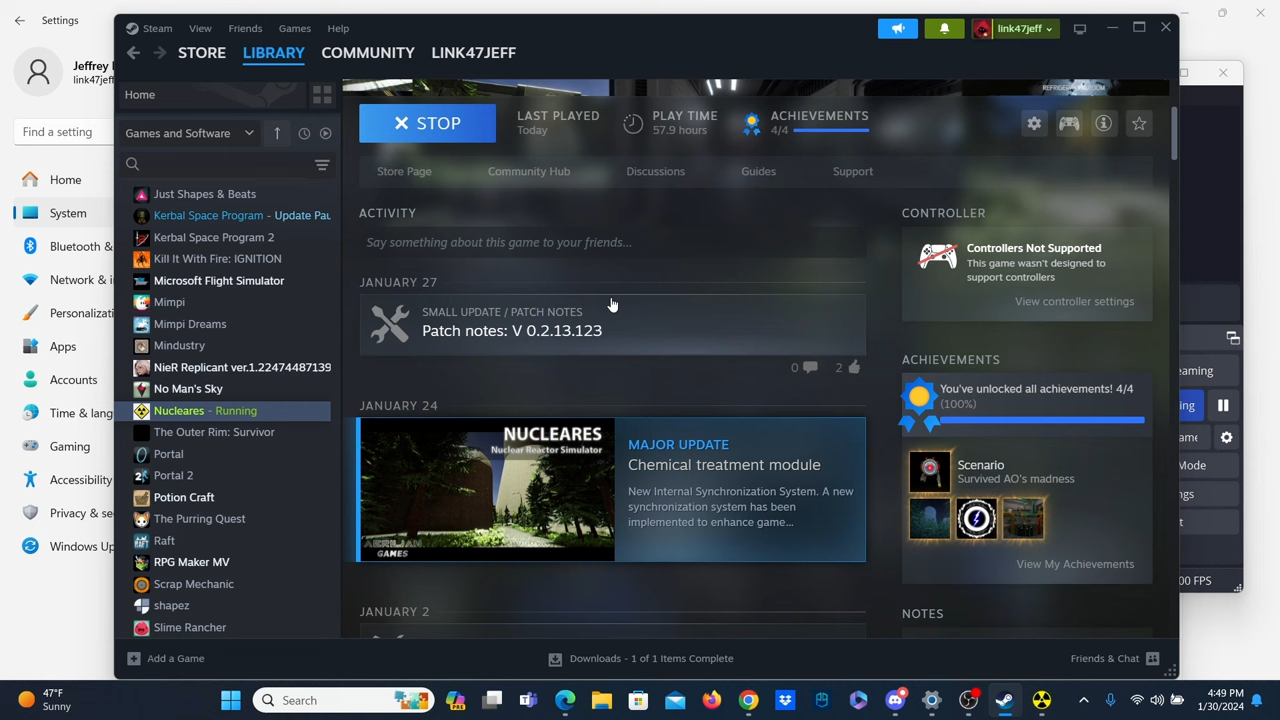 Settings
Jeffrey
link47jeff
Find a setting
Home
System
Bluetooth &
Network & i
Personalizati
Apps
Accounts
Time & lang
Gaming
Accessibility
Privacy & se
Windows Up
Steam View Friends Games Help
link47jeff
STORE LIBRARY COMMUNITY LINK47JEFF
Home
Games and Software
Just Shapes & Beats
Kerbal Space Program - Update Pau
Kerbal Space Program 2
Kill It With Fire: IGNITION
Microsoft Flight Simulator
Mimpi
Mimpi Dreams
Mindustry
NieR Replicant ver.1.22474487139
No Man's Sky
Nucleares - Running
The Outer Rim: Survivor
Portal
Portal 2
Potion Craft
The Purring Quest
Raft
RPG Maker MV
Scrap Mechanic
shapez
Slime Rancher
STOP
LAST PLAYED
Today
PLAY TIME
57.9 hours
ACHIEVEMENTS
4/4
Store Page Community Hub Discussions Guides Support
ACTIVITY
Say something about this game to your friends...
JANUARY 27
SMALL UPDATE / PATCH NOTES
Patch notes: V 0.2.13.123
0 2
JANUARY 24
NUCLEARES
Nuclear Reactor Simulator
GAMES
MAJOR UPDATE
Chemical treatment module
New Internal Synchronization System. A new
synchronization system has been
implemented to enhance game...
JANUARY 2
CONTROLLER
Controllers Not Supported
This game wasn't designed to
support controllers
View controller settings
ACHIEVEMENTS
You've unlocked all achievements! 4/4
(100%)
Scenario
Survived AO's madness
View My Achievements
NOTES
eaming
ing
ame
Mode
ngs
t
00 FPS
Add a Game
Downloads - 1 of 1 Items Complete
Friends & Chat
47°F
Sunny
Search
4:49 PM
1/30/2024